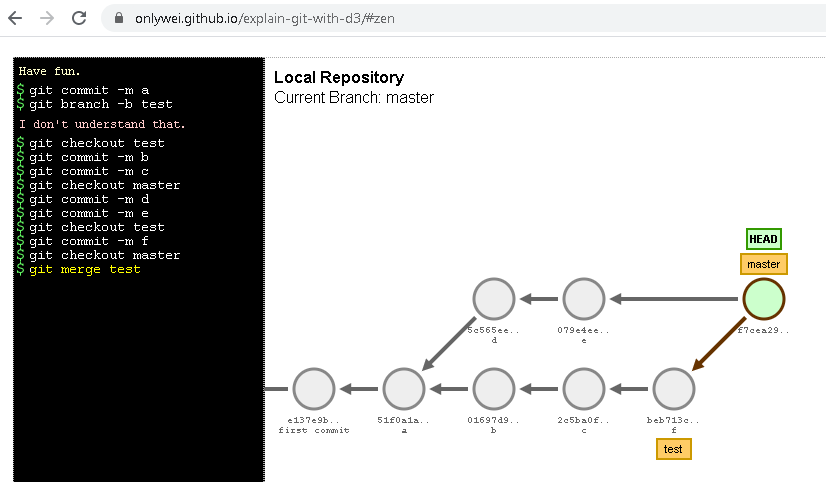 onlywei.github.io/explain-git-with-d3/#zen
Have fun.
$ git commit -m a
$ git branch -b test
I don't understand that.
$ git checkout test
$ git commit -m b
$ git commit -m c
$ git checkout master
$ git commit -m d
$ git commit -m e
$ git checkout test
$ git commit -m f
$ git checkout master
$ git merge test
Local Repository
Current Branch: master
HEAD
master
5c565ee..
d
079e4ee..
e
f7cea29..
e137e9b..
first commit
51f0a1a..
a
01697d9..
b
2c5ba0f..
c
beb713c..
f
test